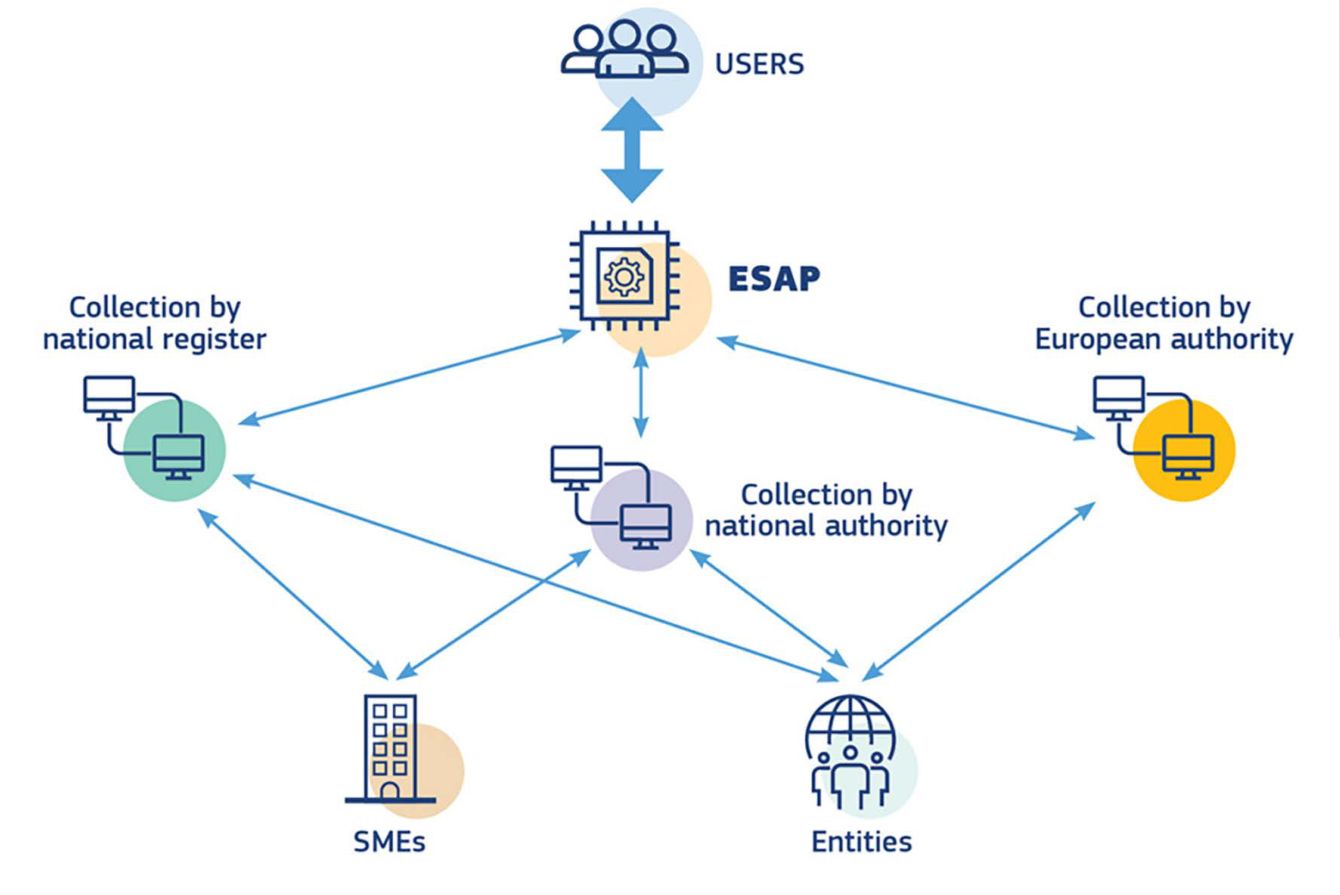 USERS
ESAP
Collection by
national register
Collection by
European authority
Collection by
national authority
SMEs
Entities